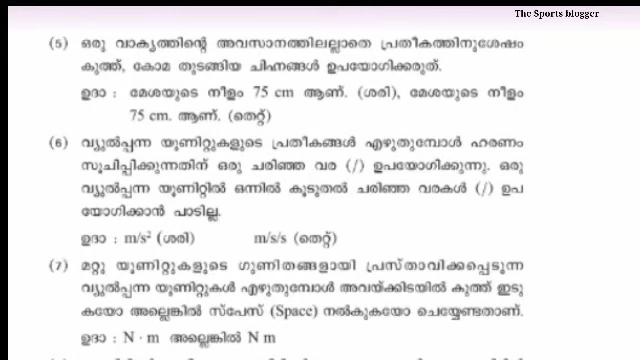 The Sports blogger
(5) ഒരു വാക്യത്തിന്റെ അവസാനത്തിലല്ലാതെ പ്രതീകത്തിനുശേഷം
കുത്ത്, കോമ തുടങ്ങിയ ചിഹ്നങ്ങൾ ഉപയോഗിക്കരുത്.
ഉദാ : മേശയുടെ നീളം 75 cm ആണ്. (ശരി), മേശയുടെ നീളം
75 cm. ആണ്. (തെറ്റ്)
(6) വ്യുൽപ്പന്ന യൂണിറ്റുകളുടെ പ്രതീകങ്ങൾ എഴുതുമ്പോൾ ഹരണം
സൂചിപ്പിക്കുന്നതിന് ഒരു ചരിഞ്ഞ വര (/) ഉപയോഗിക്കുന്നു. ഒരു
വ്യുൽപ്പന്ന യൂണിറ്റിൽ ഒന്നിൽ കൂടുതൽ ചരിഞ്ഞ വരകൾ (/) ഉപ
യോഗിക്കാൻ പാടില്ല.
ഉദാ : m/s² (ശരി) m/s/s (തെറ്റ്)
(7) മറ്റു യൂണിറ്റുകളുടെ ഗുണിതങ്ങളായി പ്രസ്താവിക്കപ്പെടുന്ന
വ്യുൽപ്പന്ന യൂണിറ്റുകൾ എഴുതുമ്പോൾ അവയ്ക്കിടയിൽ കുത്ത് ഇടു
കയോ അല്ലെങ്കിൽ സ്പേസ് (Space) നൽകുകയോ ചെയ്യേണ്ടതാണ്.
ഉദാ : N · m അല്ലെങ്കിൽ N m